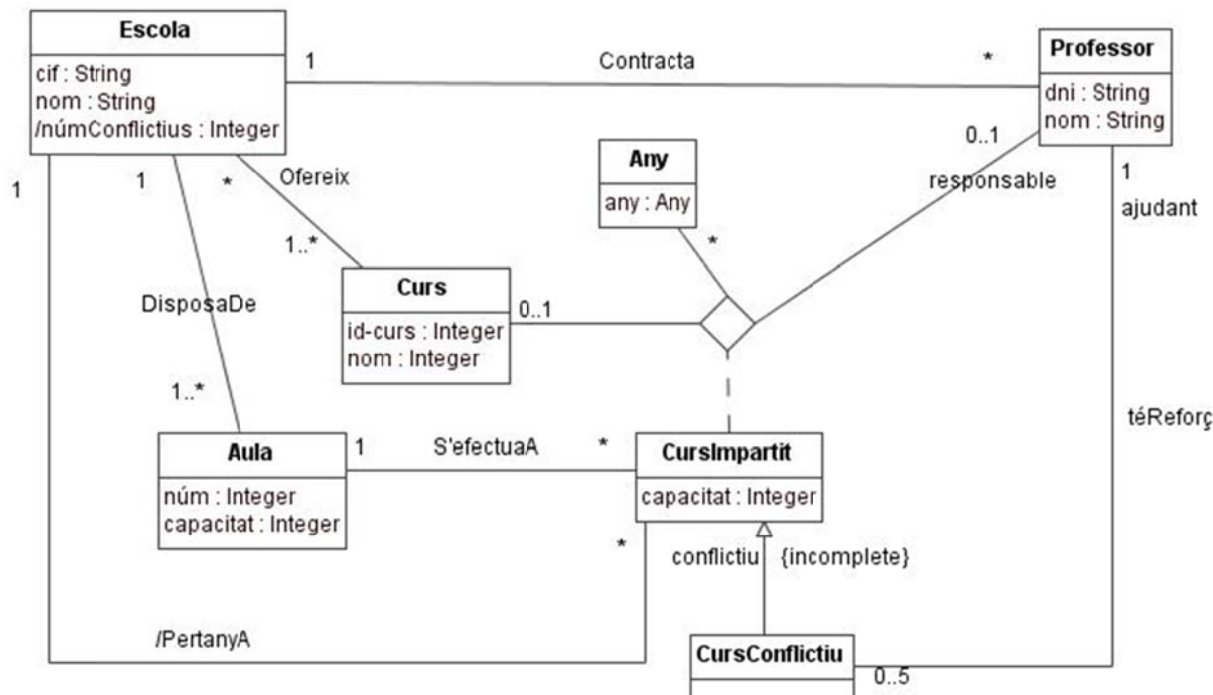 Escola
cif : String
nom : String
/númConflictius : Integer
1
Contracta
*
Professor
dni : String
nom : String
1
1
*
Ofereix
1..*
Any
any : Any
*
0..1
responsable
1
ajudant
DisposaDe
Curs
id-curs : Integer
nom : Integer
0..1
1..*
Aula
núm : Integer
capacitat : Integer
1
S'efectuaA
*
CursImpartit
capacitat : Integer
téReforç
*
conflictiu
{incomplete}
/PertanyA
CursConflictiu
0..5